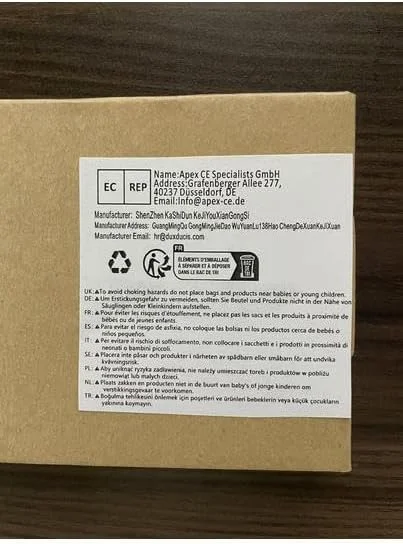 EC REP
Name:Apex CE Specialists GmbH
Address:Grafenberger Allee 277,
40237 Düsseldorf, DE
Email:Info@apex-ce.de
Manufacturer: ShenZhen KaShiDun KeJiYouXianGongSi
Manufacturer Address: GuangMingQu GongMingJieDao WuYuanLu138Hao ChengDeXuanKeJiXuan
Manufacturer Email: hr@duxducis.com
FR
ÉLÉMENTS D'EMBALLAGE
À SÉPARER ET À DÉPOSER
DANS LE BAC DE TRI
BAC
DE
TRI
UK: ▲To avoid choking hazards do not place bags and products near babies or young children.
DE: ▲Um Erstickungsgefahr zu vermeiden, sollten Sie Beutel und Produkte nicht in der Nähe von
Säuglingen oder Kleinkindern aufstellen.
FR: ▲Pour éviter les risques d'étouffement, ne placez pas les sacs et les produits à proximité de
bébés ou de jeunes enfants.
ES: ▲Para evitar el riesgo de asfixia, no coloque las bolsas ni los productos cerca de bebés o
niños pequeños.
IT: ▲Per evitare il rischio di soffocamento, non collocare i sacchetti e i prodotti in prossimità di
neonati o bambini piccoli.
SE: ▲Placera inte påsar och produkter i närheten av spädbarn eller småbarn för att undvika
kvävningsrisk.
PL: ▲Aby uniknąć ryzyka zadławienia, nie należy umieszczać toreb i produktów w pobliżu
niemowląt lub małych dzieci.
NL: ▲Plaats zakken en producten niet in de buurt van baby's of jonge kinderen om
verstikkingsgevaar te voorkomen.
TR: ▲Boğulma tehlikesini önlemek için poşetleri ve ürünleri bebeklerin veya küçük çocukların
yakınına koymayın.